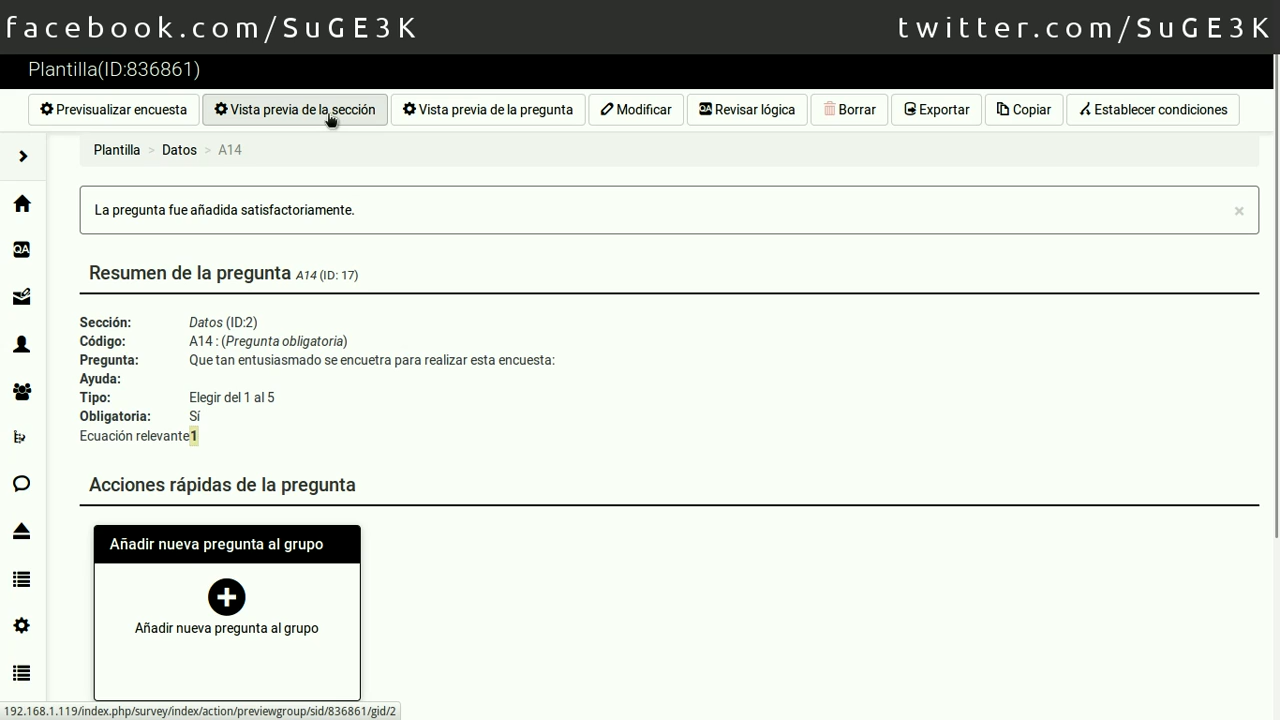 facebook.com/SuGE3K
twitter.com/SuGE3K
Plantilla(ID:836861)
Previsualizar encuesta
Vista previa de la sección
Vista previa de la pregunta
Modificar
QA Revisar lógica
Borrar
Exportar
Copiar
Establecer condiciones
Plantilla > Datos > A14
La pregunta fue añadida satisfactoriamente.
×
QA
Resumen de la pregunta A14 (ID: 17)
Sección: Datos (ID:2)
Código: A14 : (Pregunta obligatoria)
Pregunta: Que tan entusiasmado se encuetra para realizar esta encuesta:
Ayuda:
Tipo: Elegir del 1 al 5
Obligatoria: Sí
Ecuación relevante1
Acciones rápidas de la pregunta
Añadir nueva pregunta al grupo
Añadir nueva pregunta al grupo
192.168.1.119/index.php/survey/index/action/previewgroup/sid/836861/gid/2